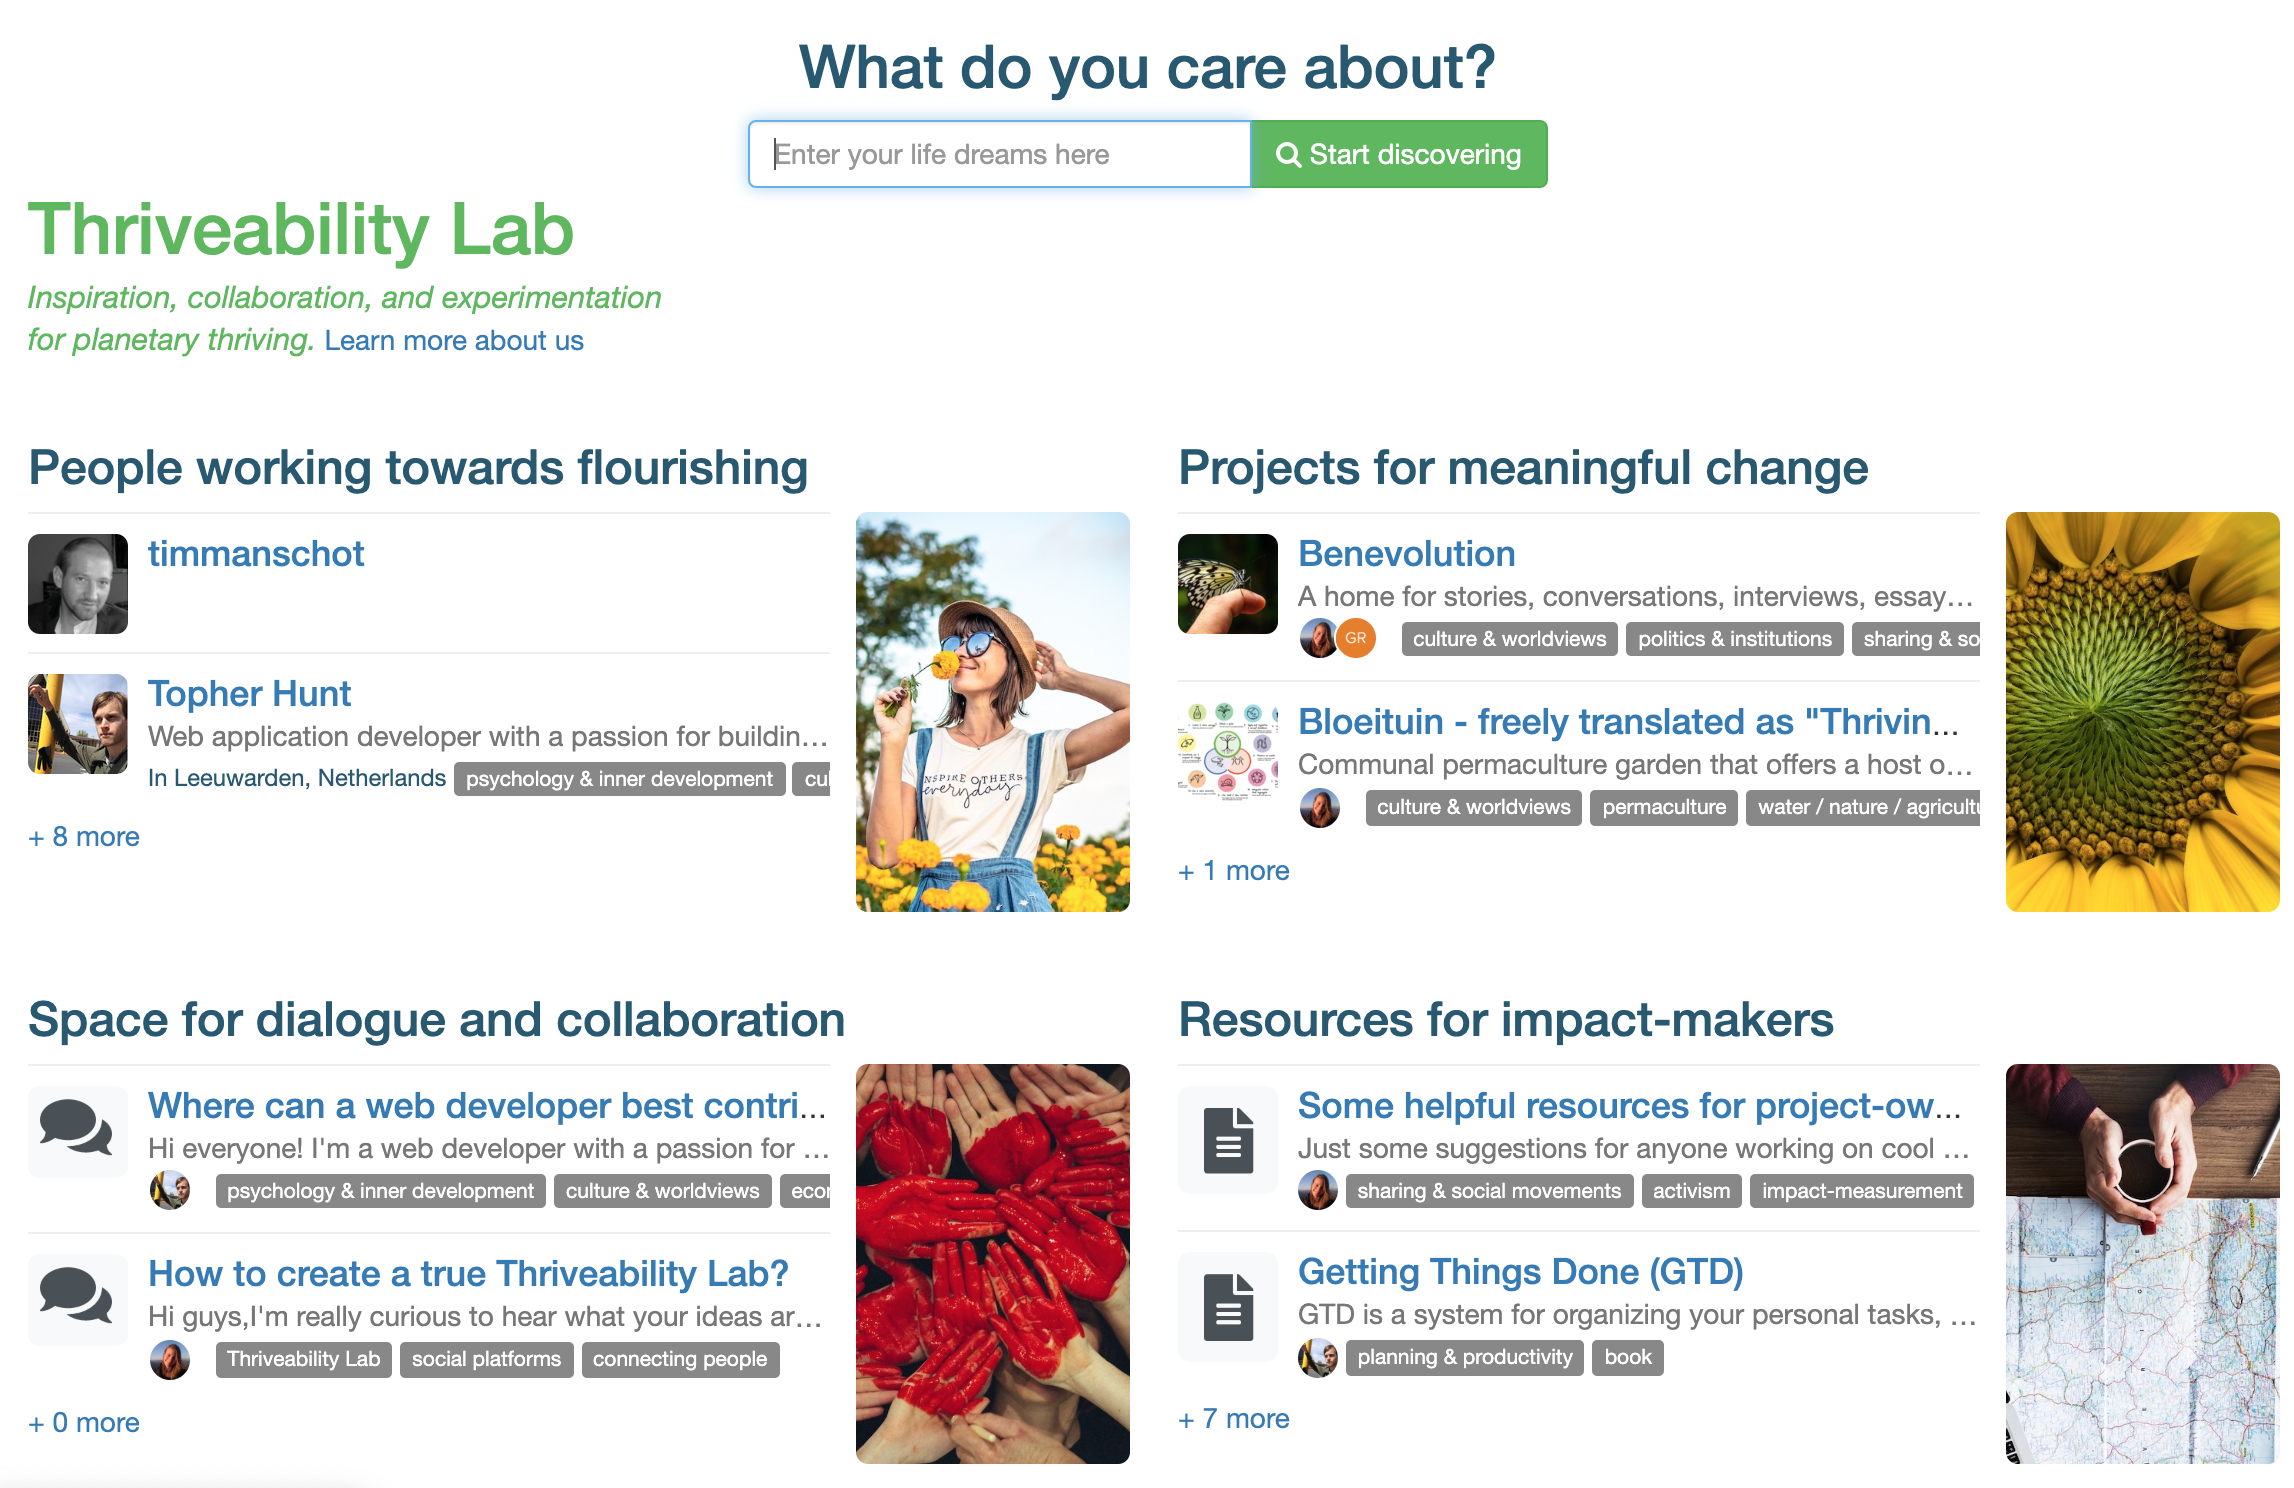 What do you care about?
Enter your life dreams here
Start discovering
Thriveability Lab
Inspiration, collaboration, and experimentation
for planetary thriving. Learn more about us
People working towards flourishing
timmanschot
Topher Hunt
Web application developer with a passion for buildin...
In Leeuwarden, Netherlands psychology & inner development cul
+ 8 more
INSPIRE OTHERS
everyday
Projects for meaningful change
Benevolution
A home for stories, conversations, interviews, essay...
GR culture & worldviews politics & institutions sharing & so
Bloeituin - freely translated as "Thrivin...
Communal permaculture garden that offers a host o...
culture & worldviews permaculture water / nature / agricultu
+ 1 more
Space for dialogue and collaboration
Where can a web developer best contri...
Hi everyone! I'm a web developer with a passion for ...
psychology & inner development culture & worldviews econ
How to create a true Thriveability Lab?
Hi guys,I'm really curious to hear what your ideas ar...
Thriveability Lab social platforms connecting people
+ 0 more
Resources for impact-makers
Some helpful resources for project-ow...
Just some suggestions for anyone working on cool ...
sharing & social movements activism impact-measurement
Getting Things Done (GTD)
GTD is a system for organizing your personal tasks, ...
planning & productivity book
+ 7 more